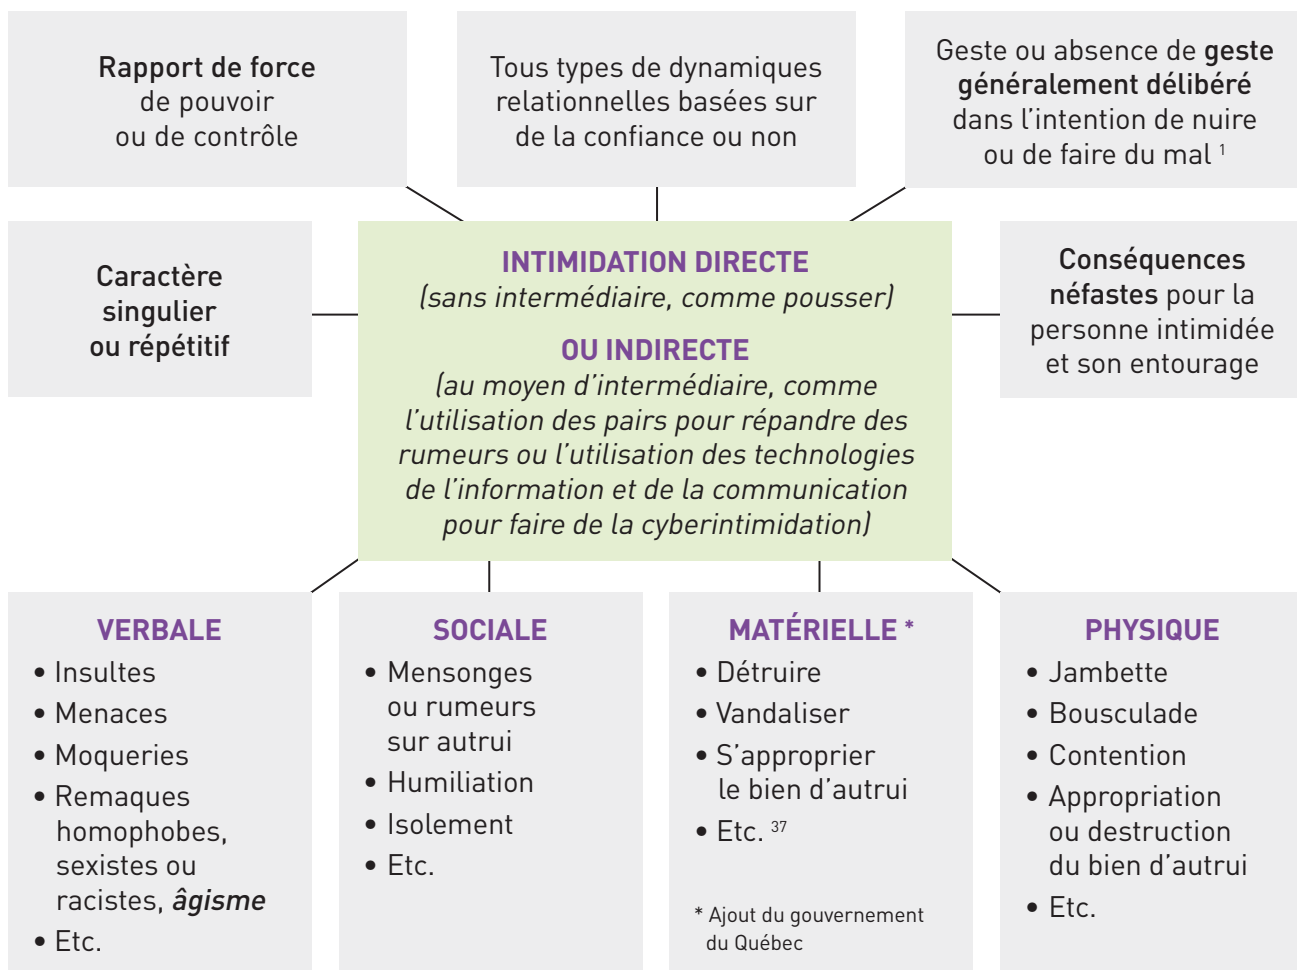 Rapport de force
de pouvoir
ou de contrôle
Tous types de dynamiques
relationnelles basées sur
de la confiance ou non
Geste ou absence de geste
généralement délibéré
dans l'intention de nuire
ou de faire du mal 1
Caractère
singulier
ou répétitif
INTIMIDATION DIRECTE
(sans intermédiaire, comme pousser)
OU INDIRECTE
(au moyen d'intermédiaire, comme
l'utilisation des pairs pour répandre des
rumeurs ou l'utilisation des technologies
de l'information et de la communication
pour faire de la cyberintimidation)
Conséquences
néfastes pour la
personne intimidée
et son entourage
VERBALE
• Insultes
• Menaces
• Moqueries
• Remaques
homophobes,
sexistes ou
racistes, âgisme
• Etc.
SOCIALE
• Mensonges
ou rumeurs
sur autrui
• Humiliation
• Isolement
• Etc.
MATÉRIELLE *
• Détruire
• Vandaliser
• S'approprier
le bien d'autrui
• Etc. 37
* Ajout du gouvernement
du Québec
PHYSIQUE
• Jambette
• Bousculade
• Contention
• Appropriation
ou destruction
du bien d'autrui
• Etc.